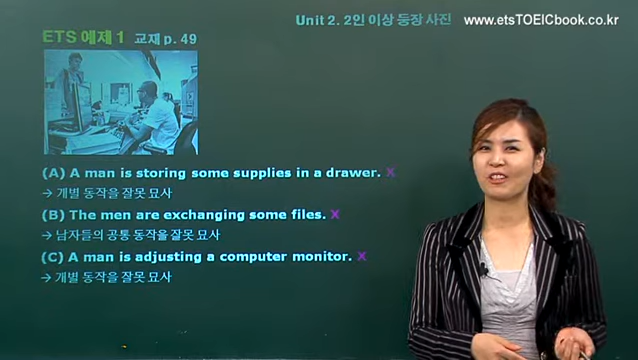 Unit 2. 2인 이상 등장 사진
www.etsTOEICbook.co.kr
ETS 예제 1 교재 p. 49
(A) A man is storing some supplies in a drawer. X
→ 개별 동작을 잘못 묘사
(B) The men are exchanging some files. X
→ 남자들의 공통 동작을 잘못 묘사
(C) A man is adjusting a computer monitor. X
→ 개별 동작을 잘못 묘사